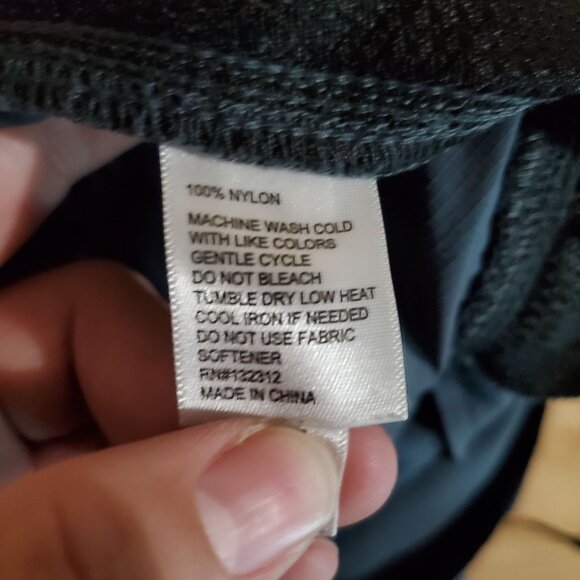 100% NYLON
MACHINE WASH COLD
WITH LIKE COLORS
GENTLE CYCLE
DO NOT BLEACH
TUMBLE DRY LOW HEAT
COOL IRON IF NEEDED
DO NOT USE FABRIC
SOFTENER
RN#132312
MADE IN CHINA